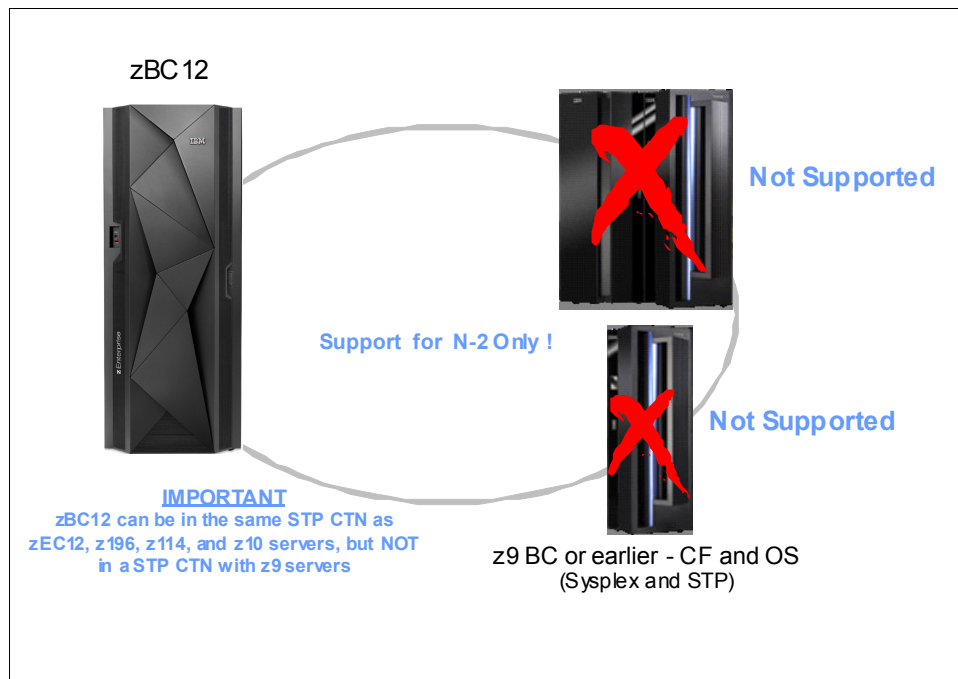 zBC12
IBM
zEnterprise
Not Supported
Support for N-2 Only !
Not Supported
IMPORTANT
zBC12 can be in the same STP CTN as
zEC12, z196, z114, and z10 servers, but NOT
in a STP CTN with z9 servers
z9 BC or earlier - CF and OS
(Sysplex and STP)